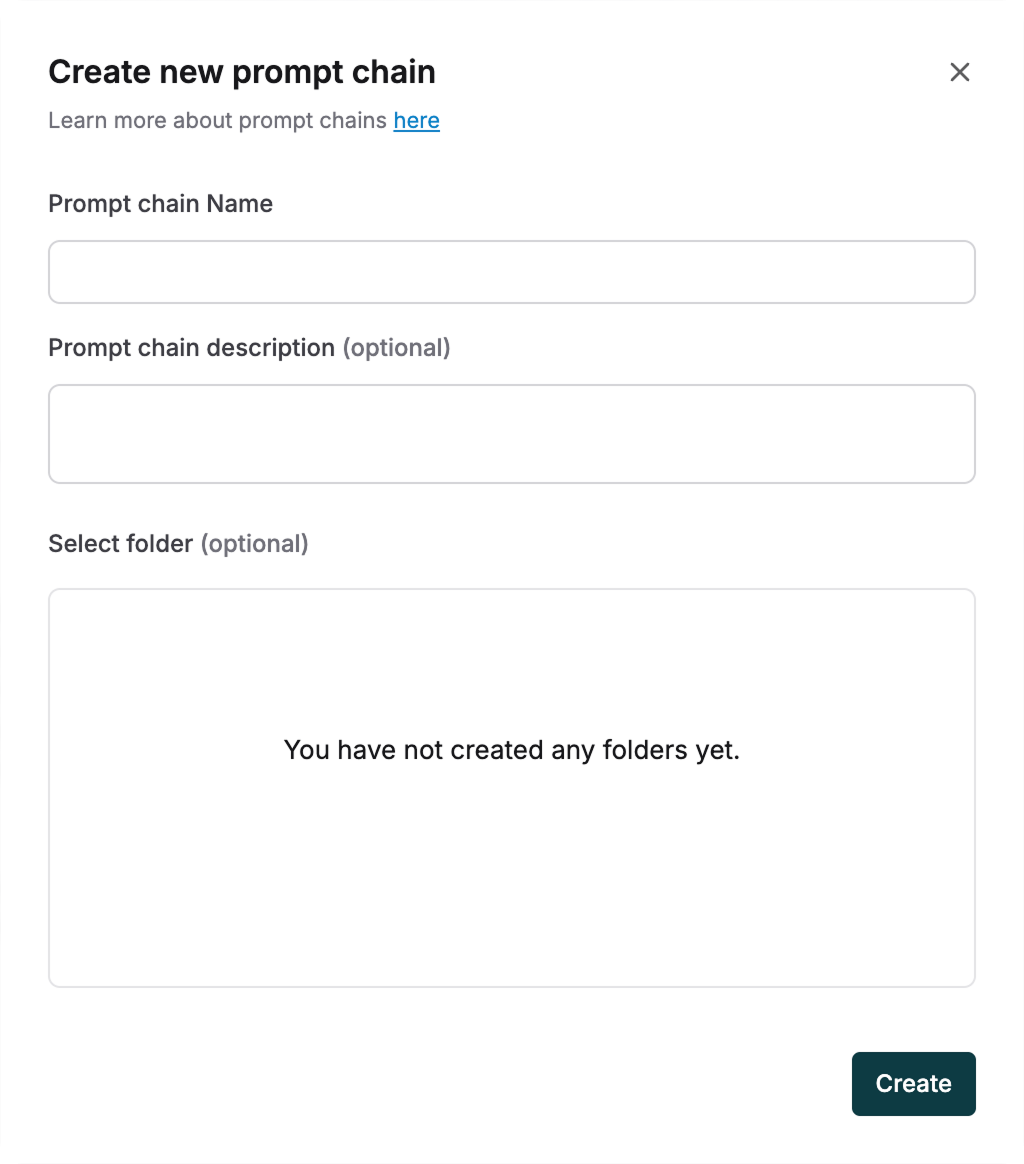 Create new prompt chain
Learn more about prompt chains here
Prompt chain Name
Prompt chain description (optional)
Select folder (optional)
You have not created any folders yet.
Create